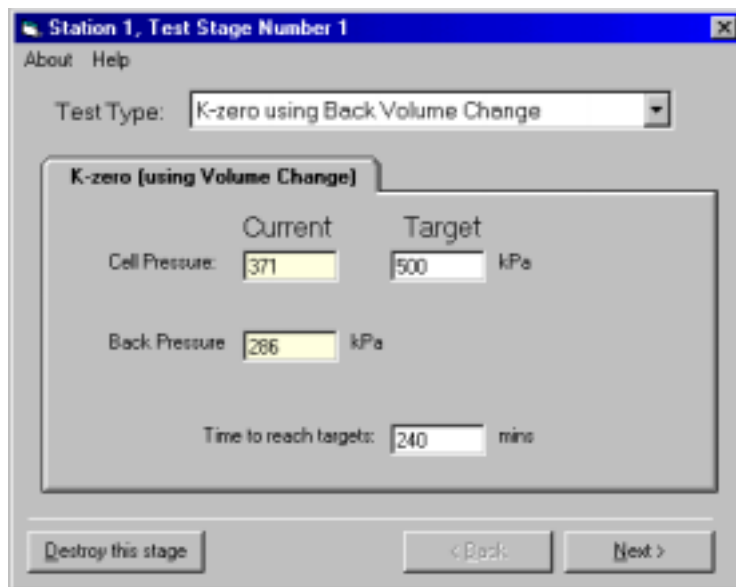 Station 1, Test Stage Number 1
About Help
Test Type: K-zero using Back Volume Change
K-zero (using Volume Change)
Current Target
Cell Pressure: 371 500 kPa
Back Pressure 286 kPa
Time to reach targets: 240 mins
Destroy this stage < Back Next >